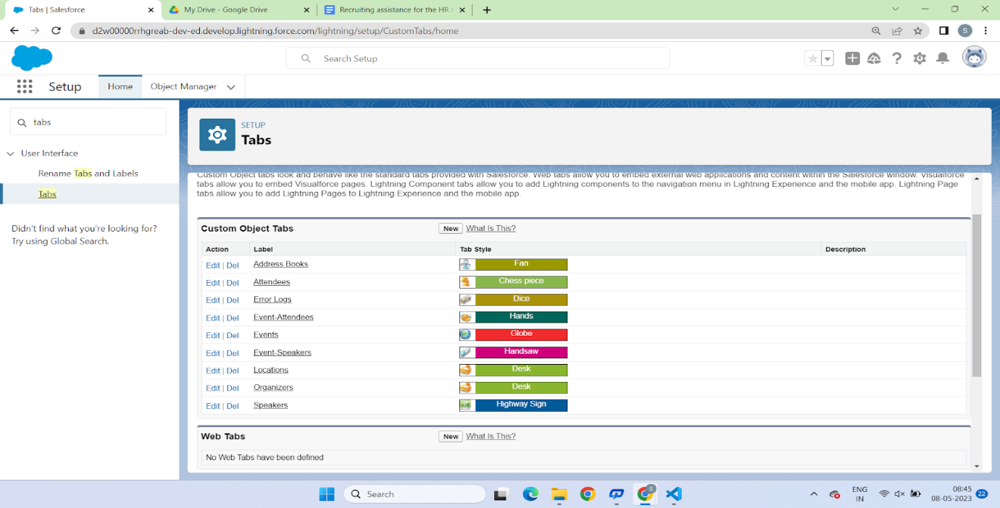 Tabs | Salesforce
My Drive - Google Drive
Recruiting assistance for the HR
d2w00000rrhgreab-dev-ed.develop.lightning.force.com/lightning/setup/CustomTabs/home
S
Search Setup
Setup
Home
Object Manager
tabs
User Interface
Rename Tabs and Labels
Tabs
Didn't find what you're looking for?
Try using Global Search.
SETUP
Tabs
Custom Object tabs look and behave like the standard tabs provided with Salesforce. Web tabs allow you to embed external web applications and content within the Salesforce window. Visualforce
tabs allow you to embed Visualforce pages. Lightning Component tabs allow you to add Lightning components to the navigation menu in Lightning Experience and the mobile app. Lightning Page
tabs allow you to add Lightning Pages to Lightning Experience and the mobile app.
Custom Object Tabs New What Is This?
Action Label Tab Style Description
Edit | Del Address Books Fan
Edit | Del Attendees Chess piece
Edit | Del Error Logs Dice
Edit | Del Event-Attendees Hands
Edit | Del Events Globe
Edit | Del Event-Speakers Handsaw
Edit | Del Locations Desk
Edit | Del Organizers Desk
Edit | Del Speakers Highway Sign
Web Tabs New What Is This?
No Web Tabs have been defined
Search
S
ENG
IN
08:45
08-05-2023
22